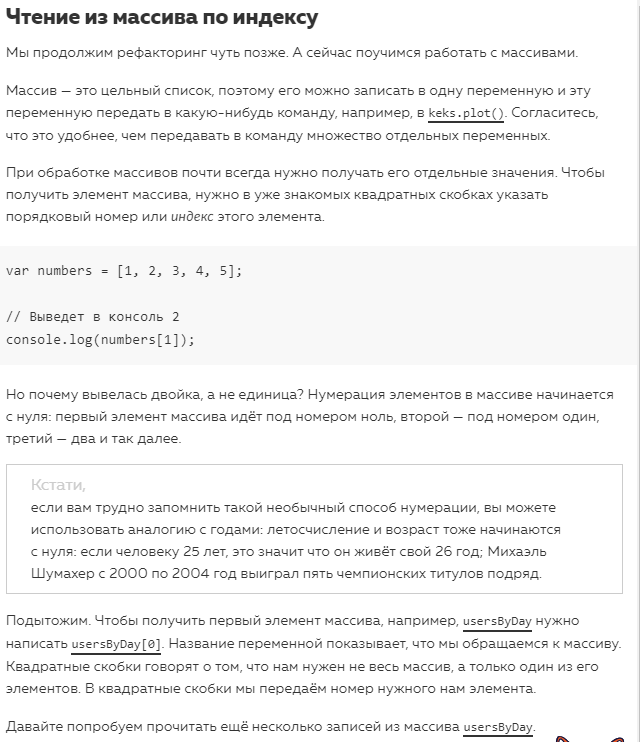 Чтение из массива по индексу
Мы продолжим рефакторинг чуть позже. А сейчас поучимся работать с массивами.
Массив — это цельный список, поэтому его можно записать в одну переменную и эту
переменную передать в какую-нибудь команду, например, в keks.plot(). Согласитесь,
что это удобнее, чем передавать в команду множество отдельных переменных.
При обработке массивов почти всегда нужно получать его отдельные значения. Чтобы
получить элемент массива, нужно в уже знакомых квадратных скобках указать
порядковый номер или индекс этого элемента.
var numbers = [1, 2, 3, 4, 5];
// Выведет в консоль 2
console.log(numbers[1]);
Но почему вывелась двойка, а не единица? Нумерация элементов в массиве начинается
с нуля: первый элемент массива идёт под номером ноль, второй — под номером один,
третий — два и так далее.
Кстати,
если вам трудно запомнить такой необычный способ нумерации, вы можете
использовать аналогию с годами: летосчисление и возраст тоже начинаются
с нуля: если человеку 25 лет, это значит что он живёт свой 26 год; Михаэль
Шумахер с 2000 по 2004 год выиграл пять чемпионских титулов подряд.
Подытожим. Чтобы получить первый элемент массива, например, usersByDay нужно
написать usersByDay[0]. Название переменной показывает, что мы обращаемся к массиву.
Квадратные скобки говорят о том, что нам нужен не весь массив, а только один из его
элементов. В квадратные скобки мы передаём номер нужного нам элемента.
Давайте попробуем прочитать ещё несколько записей из массива usersByDay.